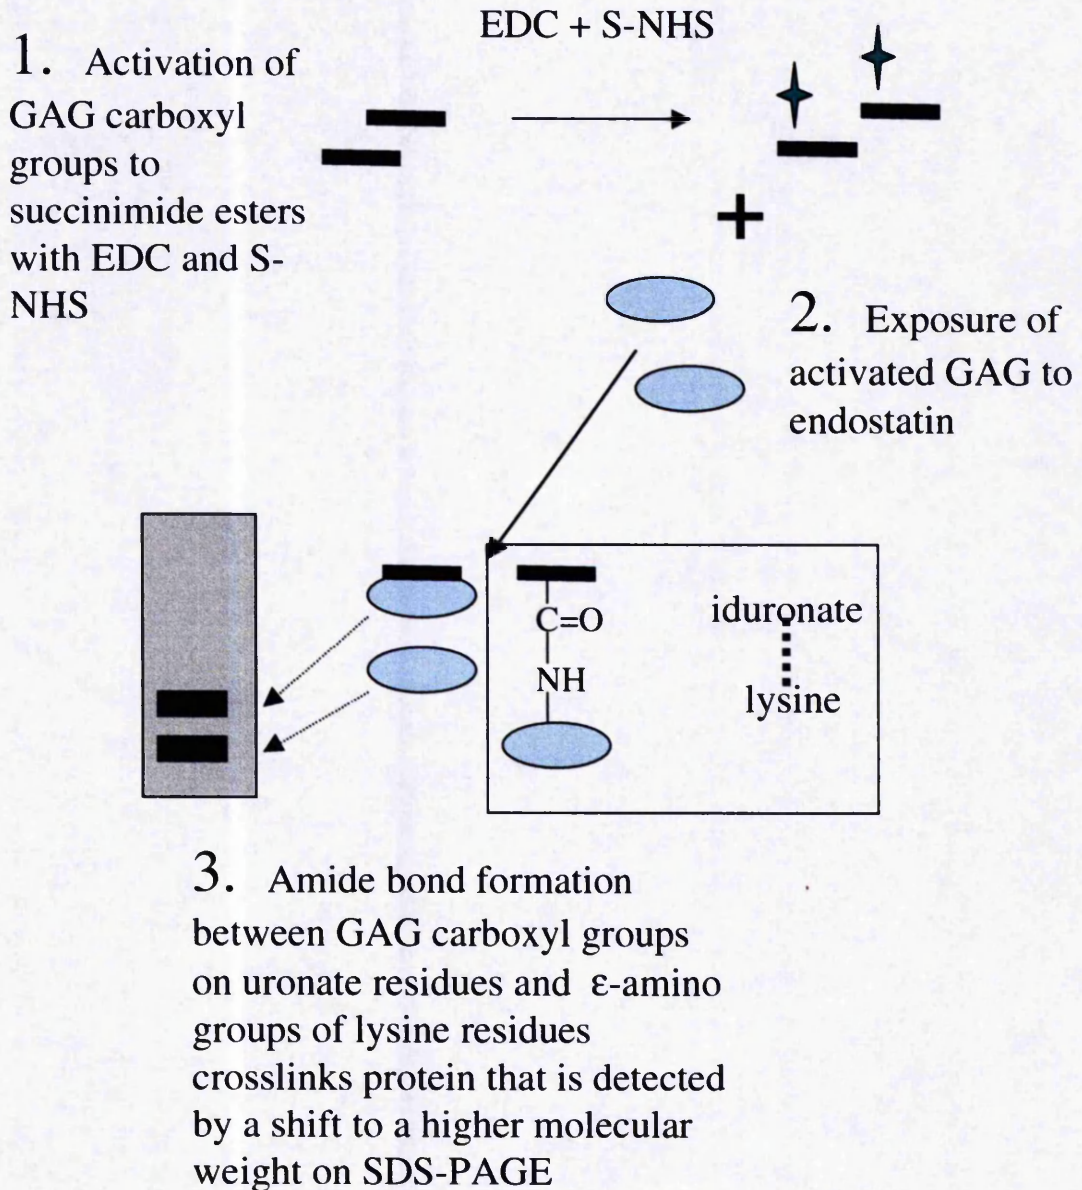 EDC + S-NHS
1. Activation of
GAG carboxyl
groups to
succinimide esters
with EDC and S-
NHS
+
2. Exposure of
activated GAG to
endostatin
C=O
NH
iduronate
lysine
3. Amide bond formation
between GAG carboxyl groups
on uronate residues and ε-amino
groups of lysine residues
crosslinks protein that is detected
by a shift to a higher molecular
weight on SDS-PAGE